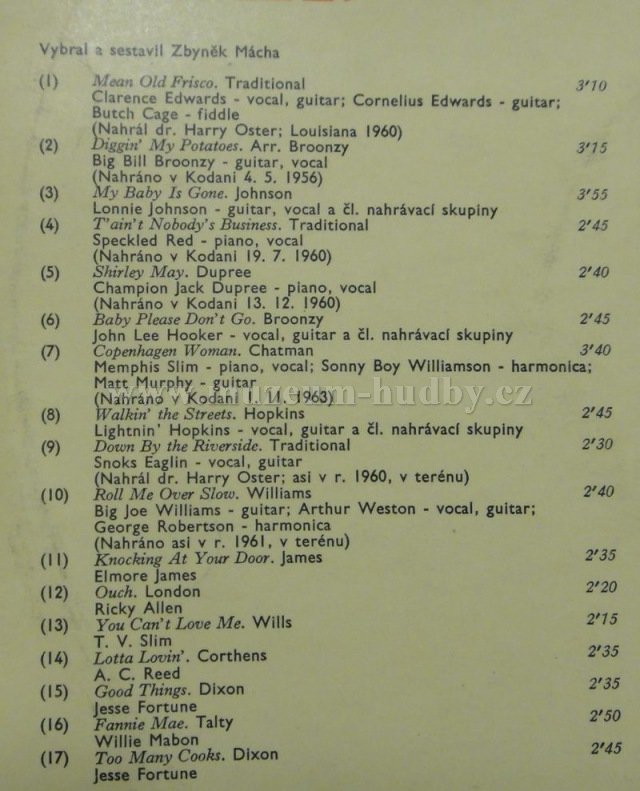 Vybral a sestavil Zbyněk Mácha
(1) Mean Old Frisco. Traditional 3'10
Clarence Edwards - vocal, guitar; Cornelius Edwards - guitar;
Butch Cage - fiddle
(Nahrál dr. Harry Oster; Louisiana 1960)
(2) Diggin' My Potatoes. Arr. Broonzy 3'15
Big Bill Broonzy - guitar, vocal
(Nahráno v Kodani 4. 5. 1956)
(3) My Baby Is Gone. Johnson 3'55
Lonnie Johnson - guitar, vocal a čl. nahrávací skupiny
(4) T'ain't Nobody's Business. Traditional 2'45
Speckled Red - piano, vocal
(Nahráno v Kodani 19. 7. 1960)
(5) Shirley May. Dupree 2'40
Champion Jack Dupree - piano, vocal
(Nahráno v Kodani 13. 12. 1960)
(6) Baby Please Don't Go. Broonzy 2'45
John Lee Hooker - vocal, guitar a čl. nahrávací skupiny
(7) Copenhagen Woman. Chatman 3'40
Memphis Slim - piano, vocal; Sonny Boy Williamson - harmonica;
Matt Murphy - guitar
(Nahráno v Kodani 1. 11. 1963)
www.museum-hudby.cz
(8) Walkin' the Streets. Hopkins 2'45
Lightnin' Hopkins - vocal, guitar a čl. nahrávací skupiny
(9) Down By the Riverside. Traditional 2'30
Snoks Eaglin - vocal, guitar
(Nahrál dr. Harry Oster; asi v r. 1960, v terénu)
(10) Roll Me Over Slow. Williams 2'40
Big Joe Williams - guitar; Arthur Weston - vocal, guitar;
George Robertson - harmonica
(Nahráno asi v r. 1961, v terénu)
(11) Knocking At Your Door. James 2'35
Elmore James
(12) Ouch. London 2'20
Ricky Allen
(13) You Can't Love Me. Wills 2'15
T. V. Slim
(14) Lotta Lovin'. Corthens 2'35
A. C. Reed
(15) Good Things. Dixon 2'35
Jesse Fortune
(16) Fannie Mae. Talty 2'50
Willie Mabon
(17) Too Many Cooks. Dixon 2'45
Jesse Fortune